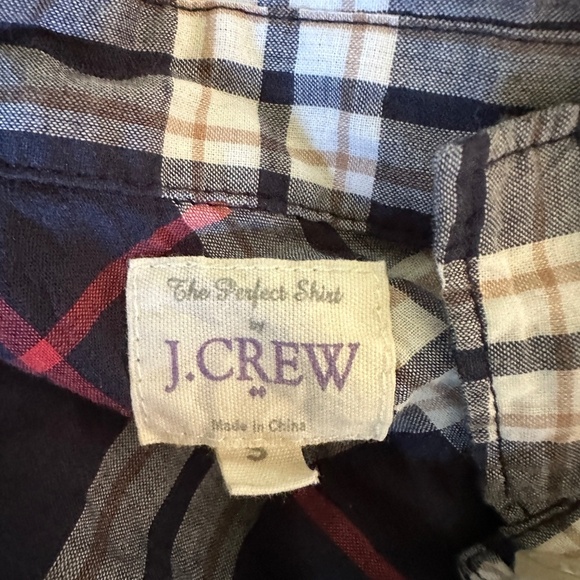 The Perfect Shirt
by
J.CREW
Made in China
S